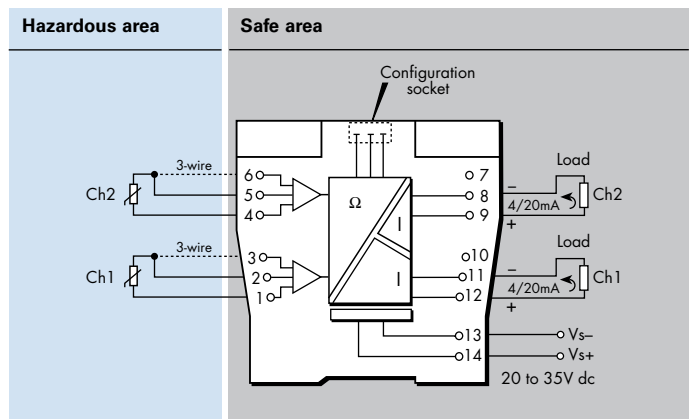 Hazardous area
Safe area
Configuration
socket
3-wire
6
5
4
Ch2
3-wire
3
2
1
Ch1
Ω
I
I
7
8
9
10
11
12
13
14
Load
–
4/20mA
+
Ch2
Load
–
4/20mA
+
Ch1
Vs–
Vs+
20 to 35V dc